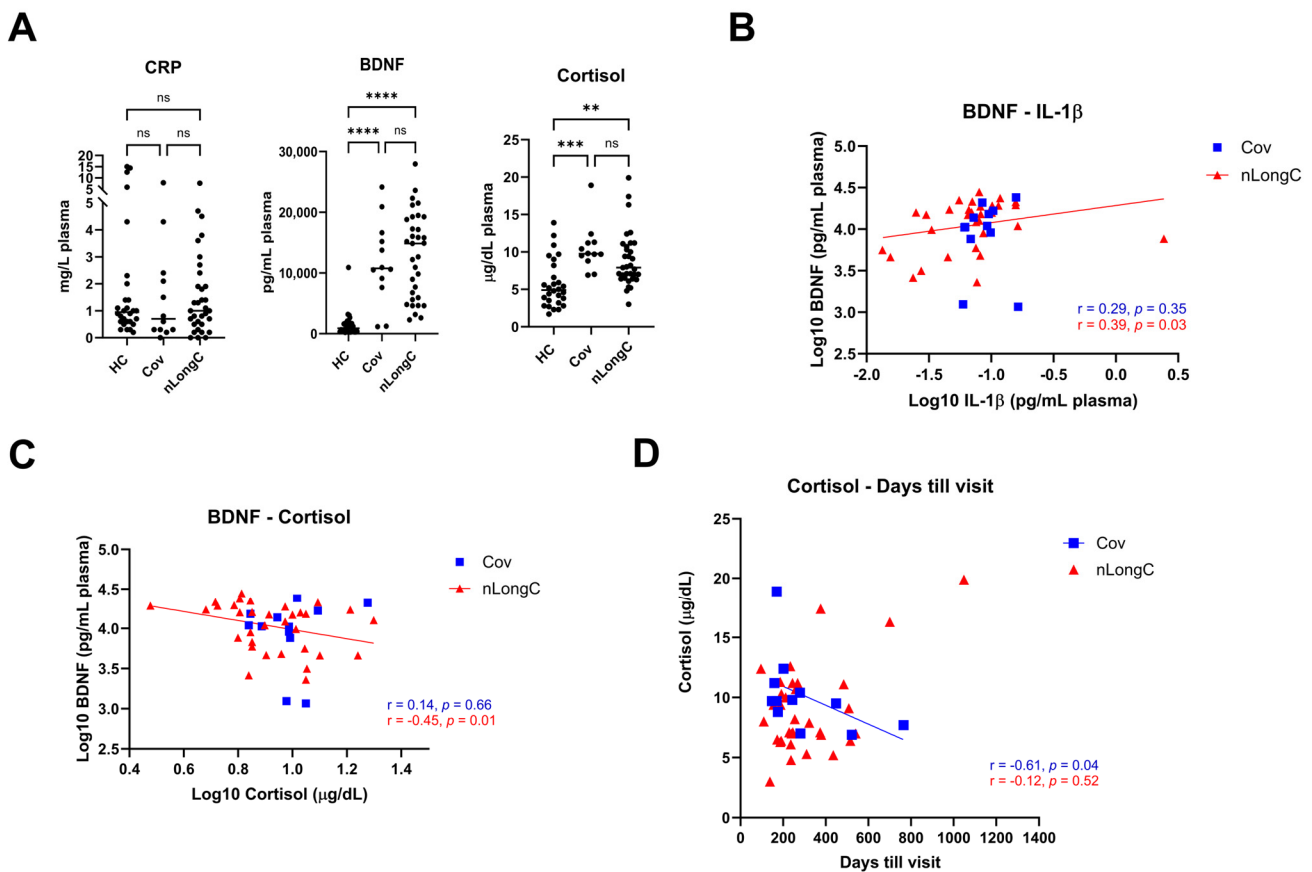 A
CRP
ns
ns
ns
mg/L plasma
20
15
10
5
5
4
3
2
1
0
HC
Cov
nLongC
BDNF
****
****
ns
pg/mL plasma
30,000
20,000
10,000
0
HC
Cov
nLongC
Cortisol
**
***
ns
µg/dL plasma
25
20
15
10
5
0
HC
Cov
nLongC
B
BDNF - IL-1β
Log10 BDNF (pg/mL plasma)
5.0
4.5
4.0
3.5
3.0
2.5
-2.0 -1.5 -1.0 -0.5 0.0 0.5
Log10 IL-1β (pg/mL plasma)
Cov
nLongC
r = 0.29, p = 0.35
r = 0.39, p = 0.03
C
BDNF - Cortisol
Log10 BDNF (pg/mL plasma)
5.0
4.5
4.0
3.5
3.0
2.5
0.4 0.6 0.8 1.0 1.2 1.4
Log10 Cortisol (µg/dL)
Cov
nLongC
r = 0.14, p = 0.66
r = -0.45, p = 0.01
D
Cortisol - Days till visit
Cortisol (µg/dL)
25
20
15
10
5
0
0 200 400 600 800 1000 1200 1400
Days till visit
Cov
nLongC
r = -0.61, p = 0.04
r = -0.12, p = 0.52